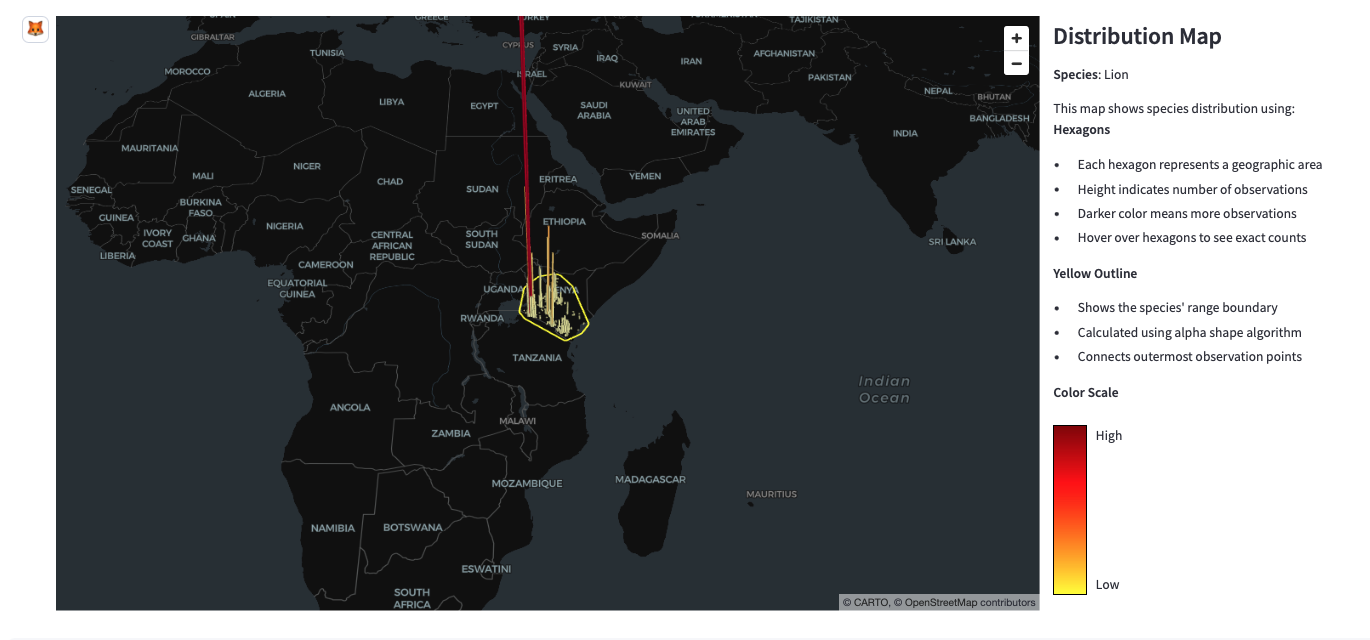 GREECE
TURKEY
TAJIKISTAN
GIBRALTAR
TUNISIA
CYPRUS
SYRIA
IRAQ
IRAN
AFGHANISTAN
MOROCCO
ISRAEL
PAKISTAN
KUWAIT
NEPAL
BHUTAN
ALGERIA
LIBYA
EGYPT
SAUDI
ARABIA
UNITED
ARAB
EMIRATES
BANGLADESH
INDIA
MAURITANIA
NIGER
MALI
CHAD
SUDAN
ERITREA
YEMEN
SENEGAL
BURKINA
FASO
GUINEA
NIGERIA
ETHIOPIA
IVORY
COAST
GHANA
CENTRAL
AFRICAN
REPUBLIC
SOUTH
SUDAN
SOMALIA
SRI LANKA
LIBERIA
CAMEROON
EQUATORIAL
GUINEA
UGANDA
KENYA
RWANDA
TANZANIA
Indian
Ocean
ANGOLA
MALAWI
ZAMBIA
MOZAMBIQUE
MADAGASCAR
MAURITIUS
NAMIBIA
BOTSWANA
ESWATINI
SOUTH
AFRICA
+
−
© CARTO, © OpenStreetMap contributors
Distribution Map
Species: Lion
This map shows species distribution using:
Hexagons
• Each hexagon represents a geographic area
• Height indicates number of observations
• Darker color means more observations
• Hover over hexagons to see exact counts
Yellow Outline
• Shows the species' range boundary
• Calculated using alpha shape algorithm
• Connects outermost observation points
Color Scale
High
Low